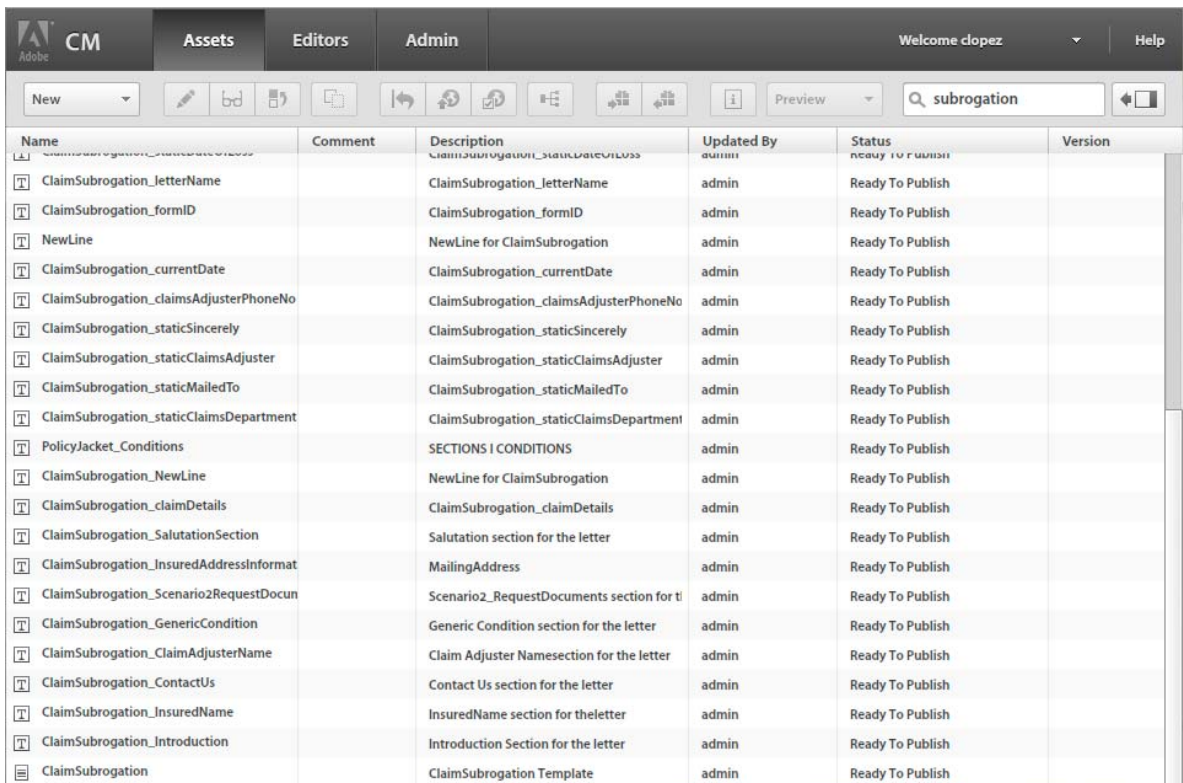 Adobe CM Assets Editors Admin Welcome clopez Help
New Preview subrogation
Name Comment Description Updated By Status Version
ClaimSubrogation_staticDateOfLoss ClaimSubrogation_staticDateOfLoss admin Ready To Publish
ClaimSubrogation_letterName ClaimSubrogation_letterName admin Ready To Publish
ClaimSubrogation_formID ClaimSubrogation_formID admin Ready To Publish
NewLine NewLine for ClaimSubrogation admin Ready To Publish
ClaimSubrogation_currentDate ClaimSubrogation_currentDate admin Ready To Publish
ClaimSubrogation_claimsAdjusterPhoneNo ClaimSubrogation_claimsAdjusterPhoneNo admin Ready To Publish
ClaimSubrogation_staticSincerely ClaimSubrogation_staticSincerely admin Ready To Publish
ClaimSubrogation_staticClaimsAdjuster ClaimSubrogation_staticClaimsAdjuster admin Ready To Publish
ClaimSubrogation_staticMailedTo ClaimSubrogation_staticMailedTo admin Ready To Publish
ClaimSubrogation_staticClaimsDepartment ClaimSubrogation_staticClaimsDepartment admin Ready To Publish
PolicyJacket_Conditions SECTIONS I CONDITIONS admin Ready To Publish
ClaimSubrogation_NewLine NewLine for ClaimSubrogation admin Ready To Publish
ClaimSubrogation_claimDetails ClaimSubrogation_claimDetails admin Ready To Publish
ClaimSubrogation_SalutationSection Salutation section for the letter admin Ready To Publish
ClaimSubrogation_InsuredAddressInformat MailingAddress admin Ready To Publish
ClaimSubrogation_Scenario2RequestDocun Scenario2_RequestDocuments section for tl admin Ready To Publish
ClaimSubrogation_GenericCondition Generic Condition section for the letter admin Ready To Publish
ClaimSubrogation_ClaimAdjusterName Claim Adjuster Namesection for the letter admin Ready To Publish
ClaimSubrogation_ContactUs Contact Us section for the letter admin Ready To Publish
ClaimSubrogation_InsuredName InsuredName section for theletter admin Ready To Publish
ClaimSubrogation_Introduction Introduction Section for the letter admin Ready To Publish
ClaimSubrogation ClaimSubrogation Template admin Ready To Publish